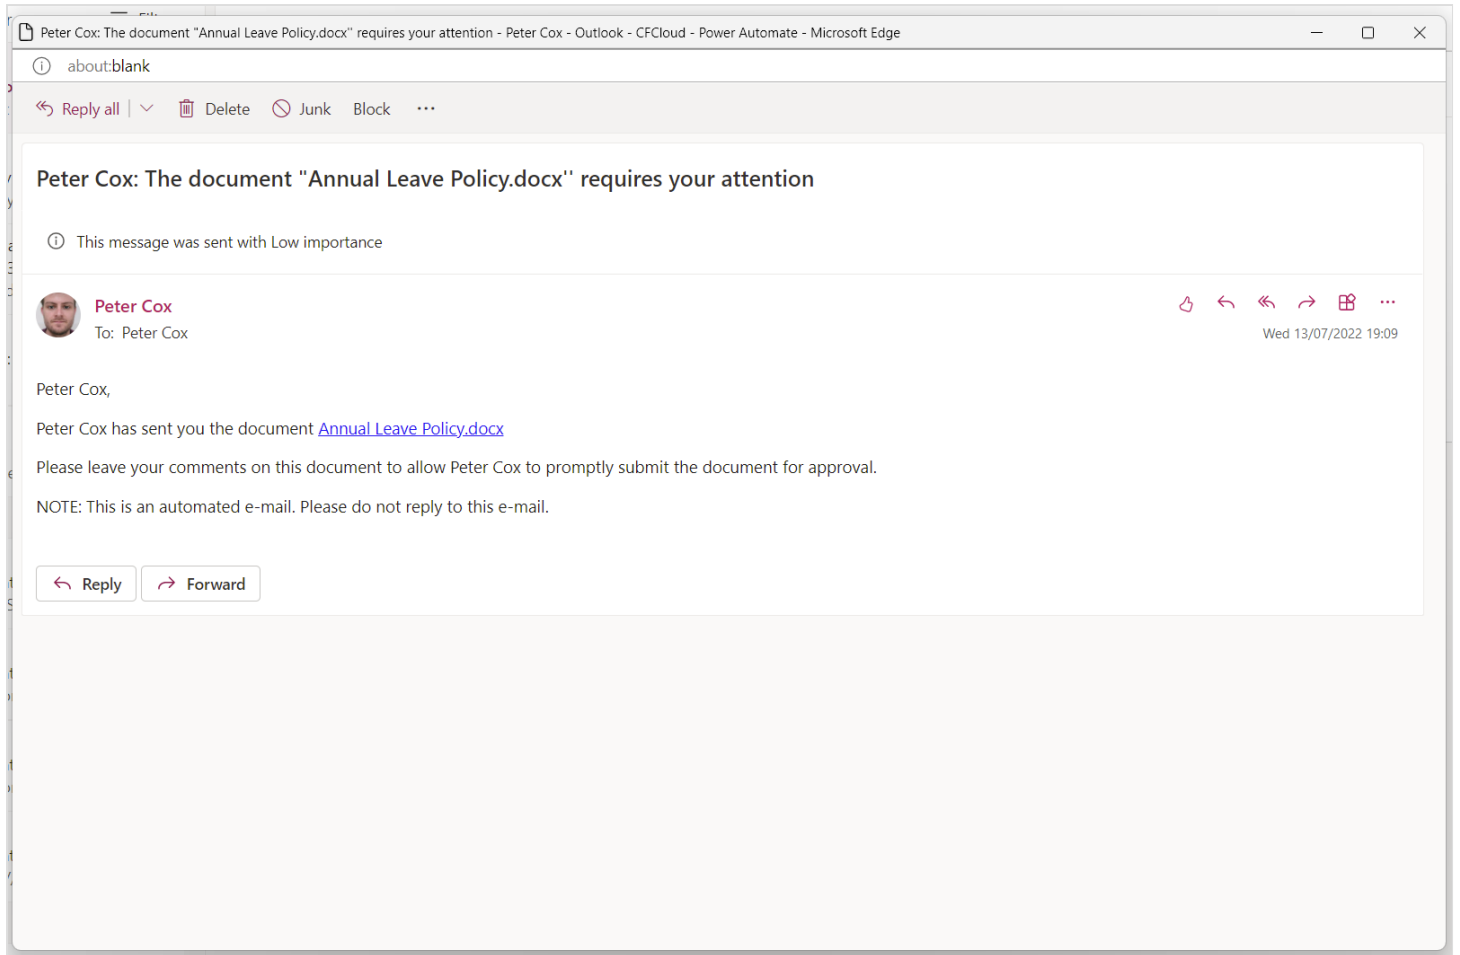 Peter Cox: The document "Annual Leave Policy.docx" requires your attention - Peter Cox - Outlook - CFCloud - Power Automate - Microsoft Edge
about:blank
Reply all Delete Junk Block
Peter Cox: The document "Annual Leave Policy.docx'' requires your attention
This message was sent with Low importance
Peter Cox
To: Peter Cox
Wed 13/07/2022 19:09
Peter Cox,
Peter Cox has sent you the document Annual Leave Policy.docx
Please leave your comments on this document to allow Peter Cox to promptly submit the document for approval.
NOTE: This is an automated e-mail. Please do not reply to this e-mail.
Reply Forward